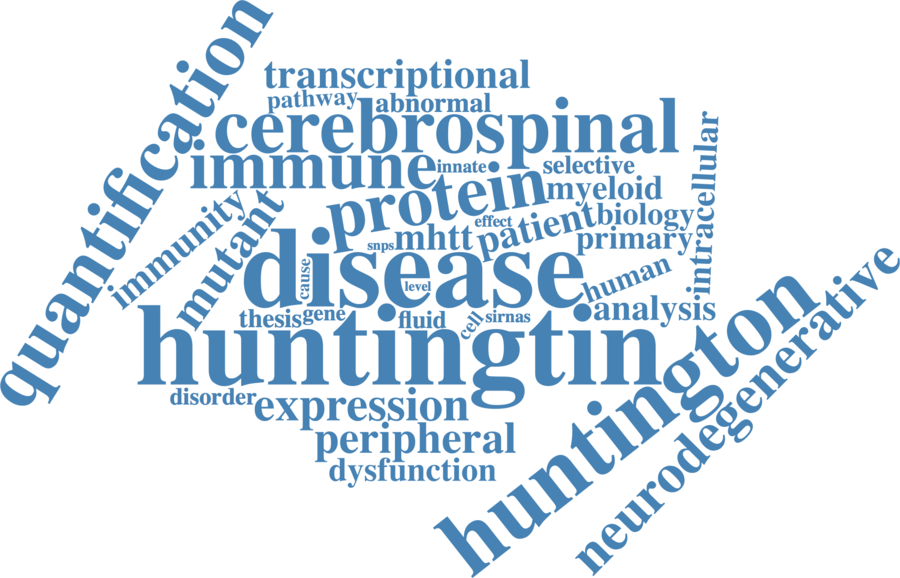 quantification
transcriptional
pathway
abnormal
cerebrospinal
immune
innate
selective
intracellular
immunity
mutant
protein
myeloid
effect
patient
biology
snps
mhtt
primary
disease
cause
level
human
thesis
gene
fluid
cell
sirnas
analysis
huntingtin
huntington
neurodegenerative
disorder
expression
peripheral
dysfunction